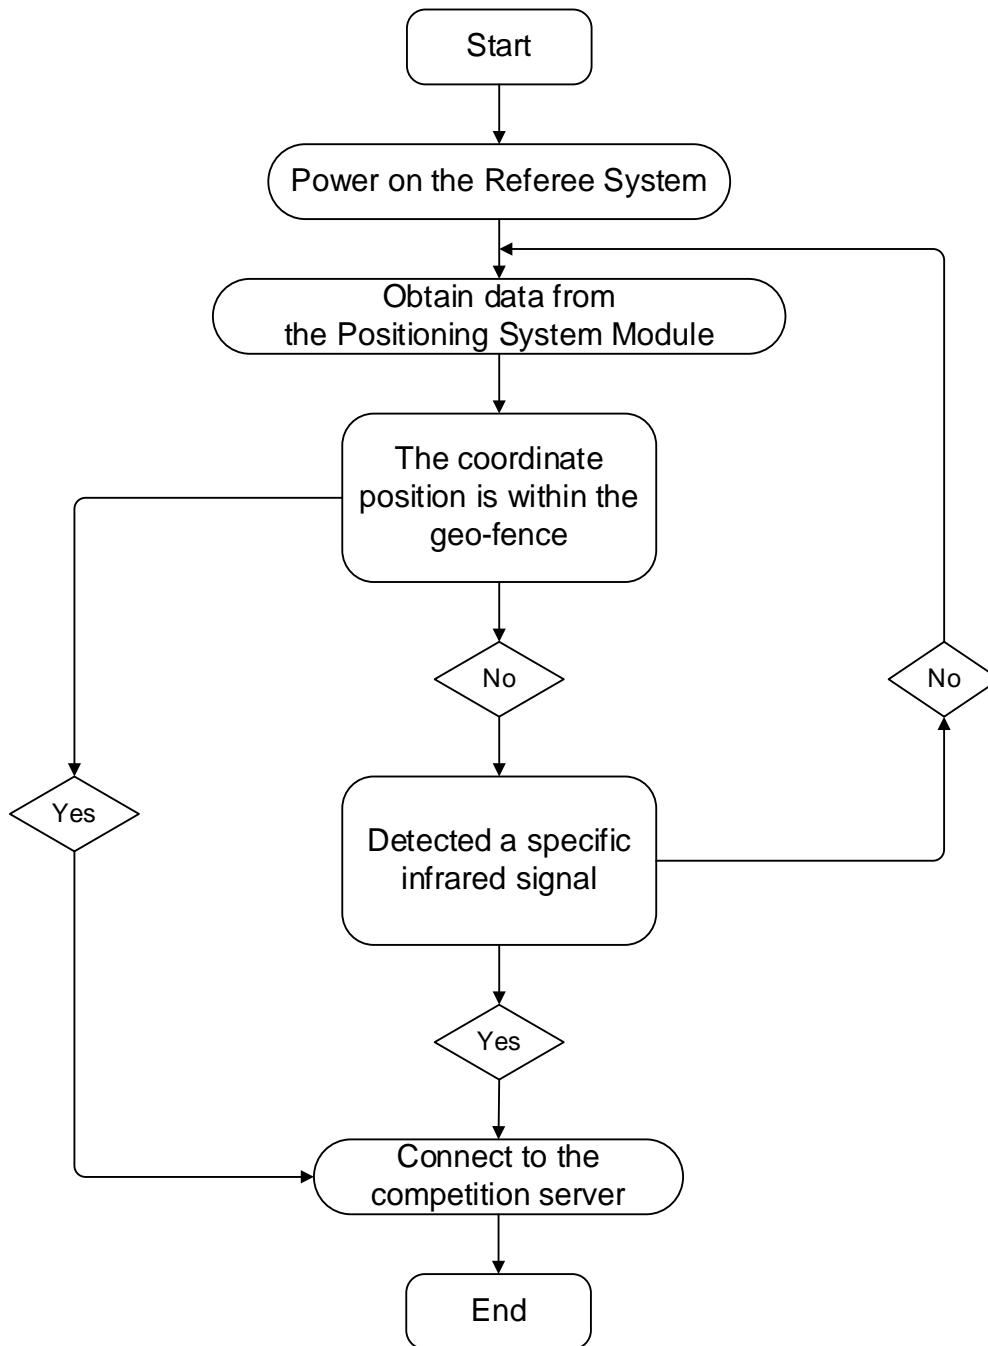 Start
Power on the Referee System
Obtain data from
the Positioning System Module
The coordinate
position is within the
geo-fence
No
No
Yes
Detected a specific
infrared signal
Yes
Connect to the
competition server
End